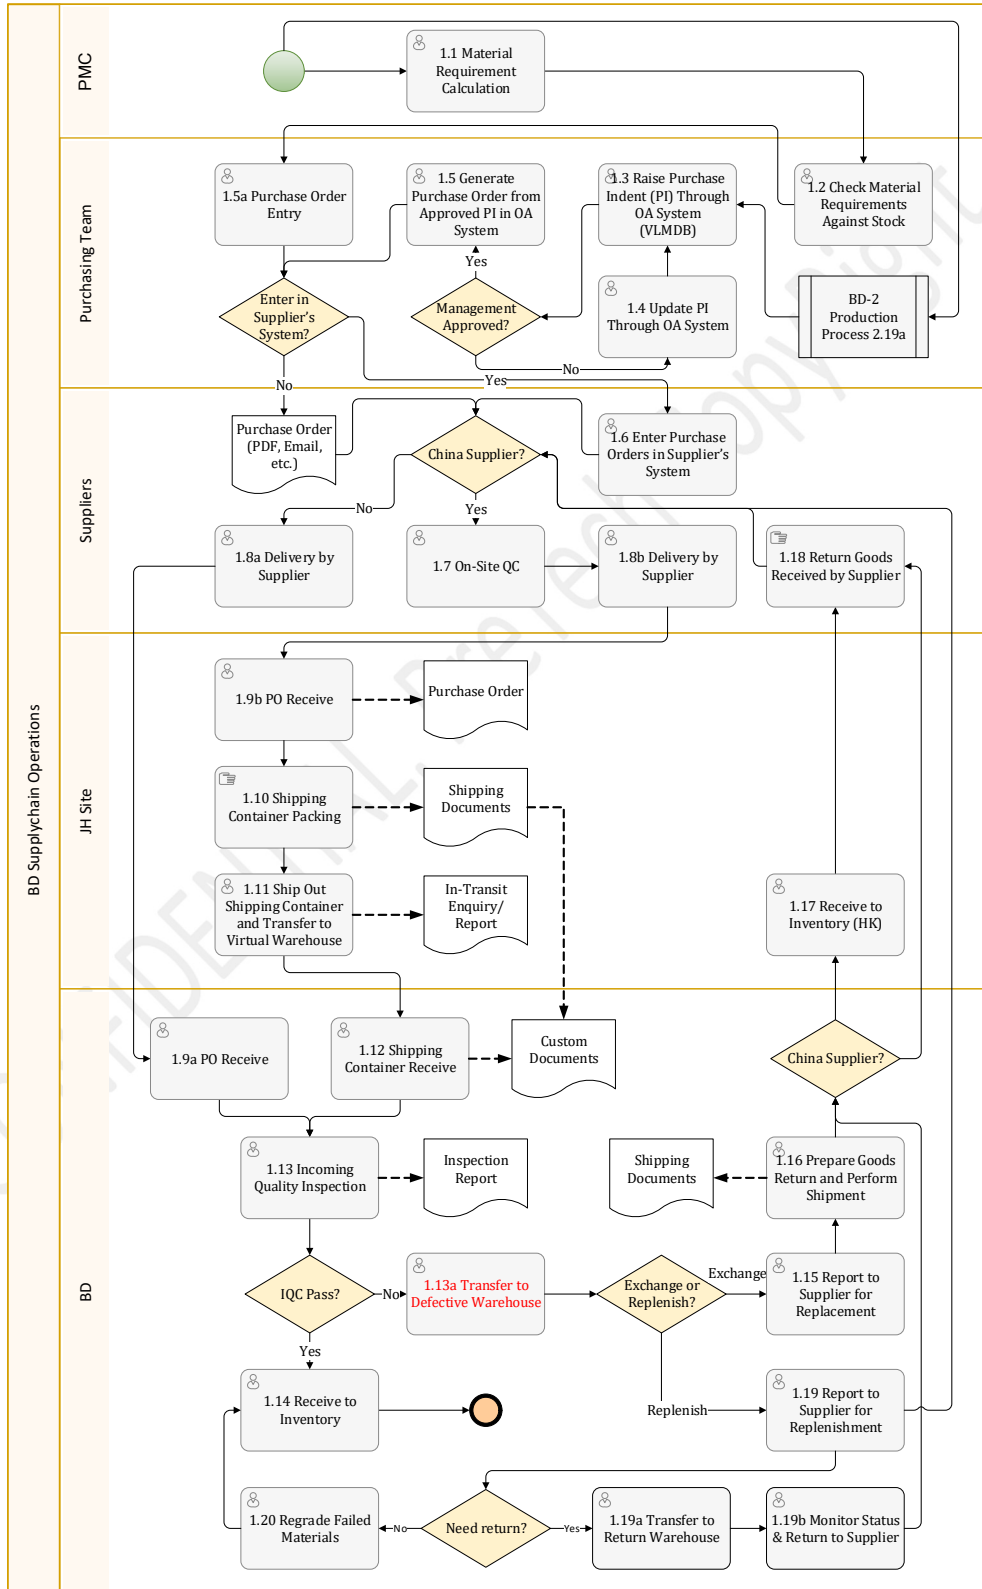 BD Supplychain Operations
PMC
1.1 Material
Requirement
Calculation
Purchasing Team
1.5a Purchase Order
Entry
1.5 Generate
Purchase Order from
Approved PI in OA
System
1.3 Raise Purchase
Indent (PI) Through
OA System
(VLMDB)
1.2 Check Material
Requirements
Against Stock
Yes
Enter in
Supplier's
System?
Management
Approved?
1.4 Update PI
Through OA System
BD-2
Production
Process 2.19a
No
No
Yes
Suppliers
Purchase Order
(PDF, Email,
etc.)
China Supplier?
1.6 Enter Purchase
Orders in Supplier's
System
No
Yes
1.8a Delivery by
Supplier
1.7 On-Site QC
1.8b Delivery by
Supplier
1.18 Return Goods
Received by Supplier
JH Site
1.9b PO Receive
Purchase Order
1.10 Shipping
Container Packing
Shipping
Documents
1.11 Ship Out
Shipping Container
and Transfer to
Virtual Warehouse
In-Transit
Enquiry/
Report
1.17 Receive to
Inventory (HK)
BD
1.9a PO Receive
1.12 Shipping
Container Receive
Custom
Documents
China Supplier?
1.13 Incoming
Quality Inspection
Inspection
Report
Shipping
Documents
1.16 Prepare Goods
Return and Perform
Shipment
IQC Pass?
No
1.13a Transfer to
Defective Warehouse
Exchange or
Replenish?
Exchange
1.15 Report to
Supplier for
Replacement
Yes
1.14 Receive to
Inventory
Replenish
1.19 Report to
Supplier for
Replenishment
1.20 Regrade Failed
Materials
No
Need return?
Yes
1.19a Transfer to
Return Warehouse
1.19b Monitor Status
& Return to Supplier